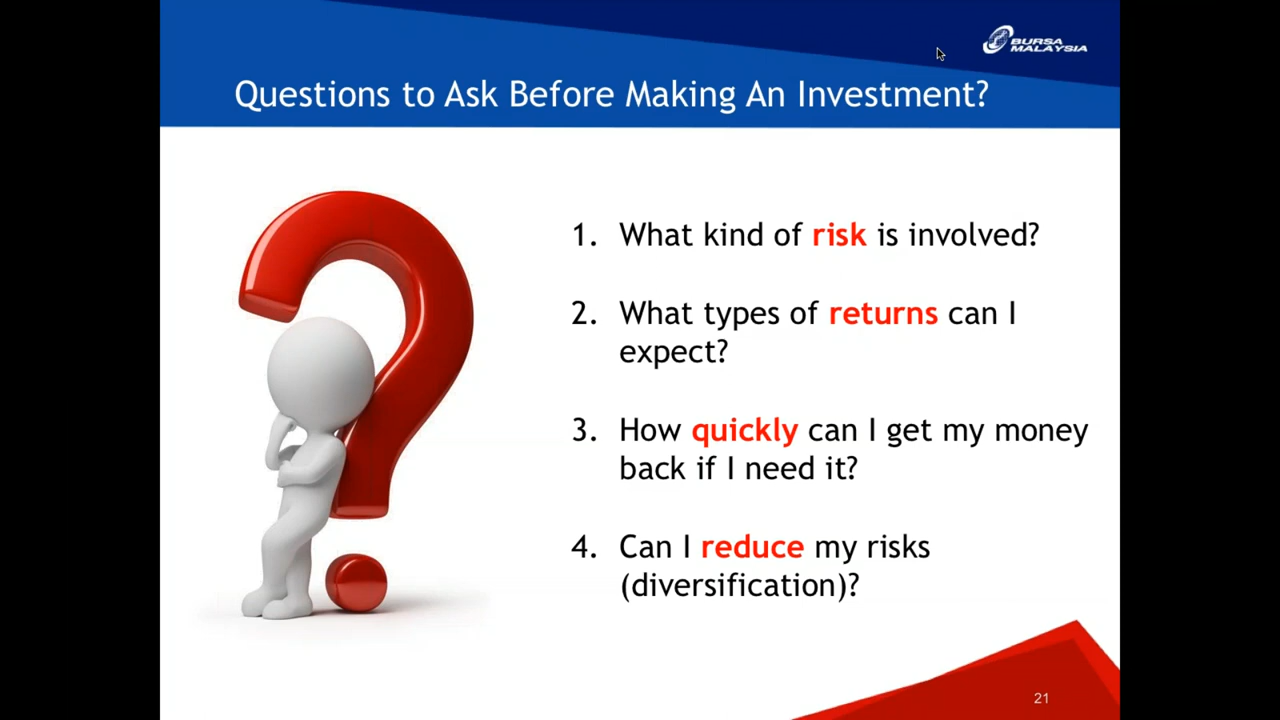 BURSA
MALAYSIA
Questions to Ask Before Making An Investment?
1. What kind of risk is involved?
2. What types of returns can I
expect?
3. How quickly can I get my money
back if I need it?
4. Can I reduce my risks
(diversification)?
21